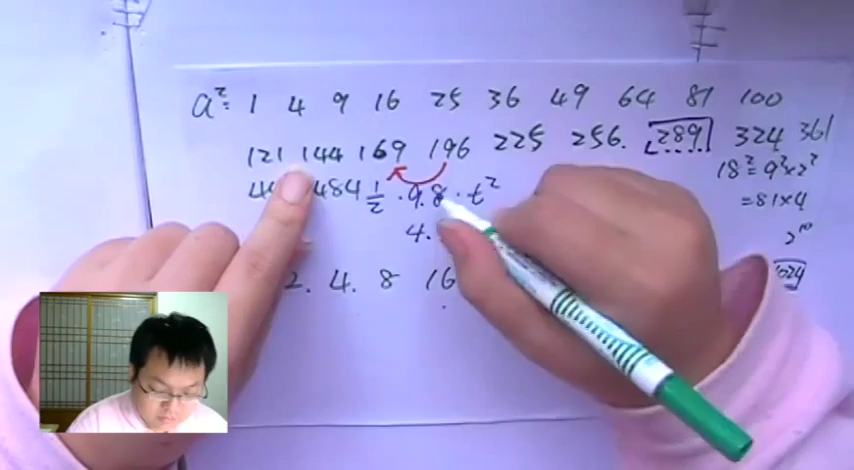 a²= 1 4 9 16 25 36 49 64 81 100
121 144 169 196 225 256. 289 324 361
484 ½ · 9.8 · t²
18²=9²×2²
=81×4
4.
2¹⁰
2. 4. 8 16